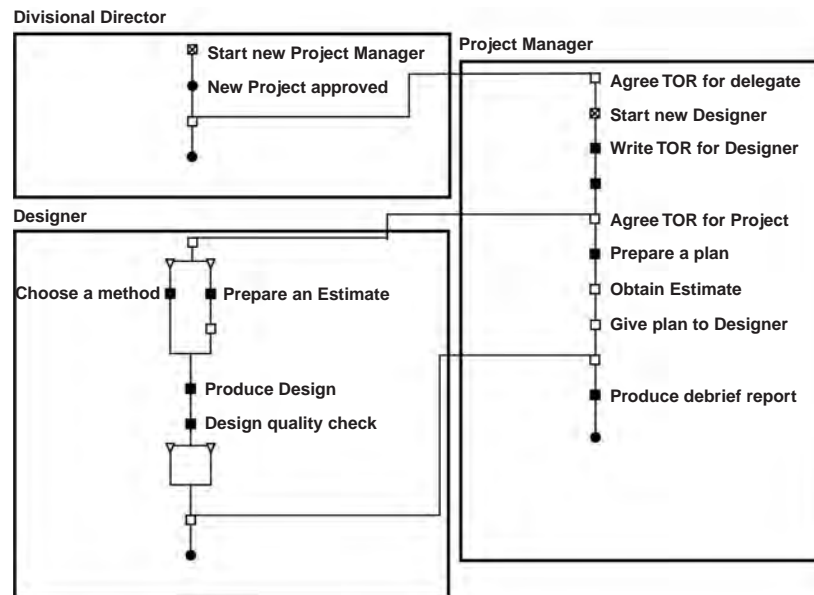 Divisional Director
Start new Project Manager
New Project approved
Project Manager
Agree TOR for delegate
Start new Designer
Write TOR for Designer
Agree TOR for Project
Prepare a plan
Obtain Estimate
Give plan to Designer
Produce debrief report
Designer
Choose a method
Prepare an Estimate
Produce Design
Design quality check